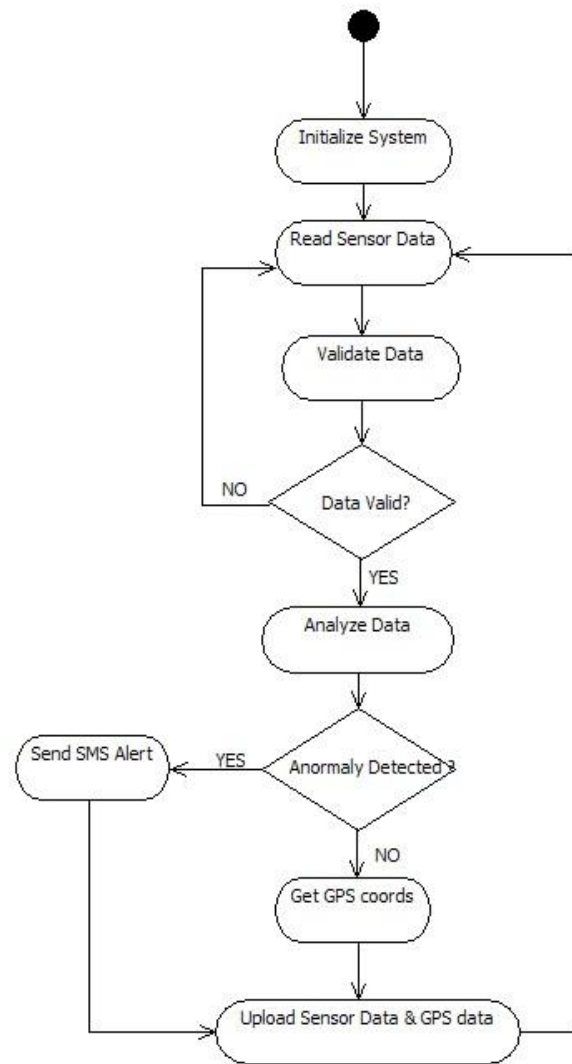 Initialize System
Read Sensor Data
Validate Data
NO
Data Valid?
YES
Analyze Data
Send SMS Alert
YES
Anormaly Detected ?
NO
Get GPS coords
Upload Sensor Data & GPS data